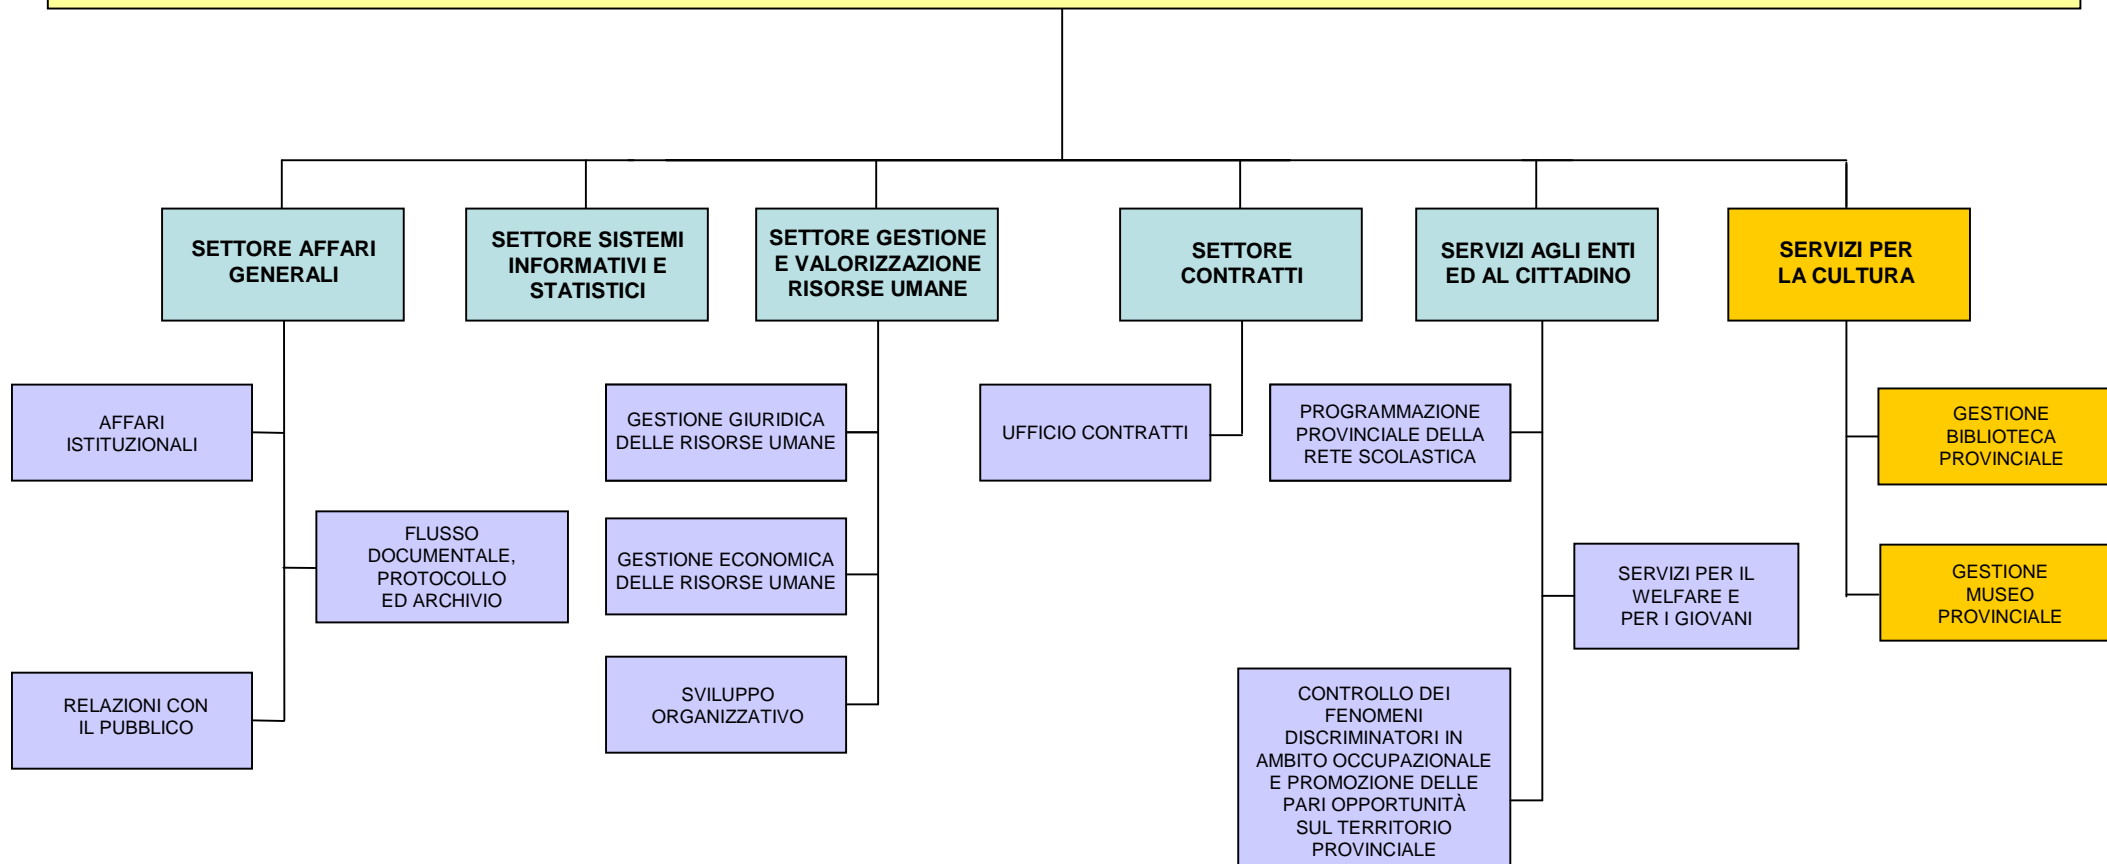 SETTORE AFFARI
GENERALI
SETTORE SISTEMI
INFORMATIVI E
STATISTICI
SETTORE GESTIONE
E VALORIZZAZIONE
RISORSE UMANE
SETTORE
CONTRATTI
SERVIZI AGLI ENTI
ED AL CITTADINO
SERVIZI PER
LA CULTURA
AFFARI
ISTITUZIONALI
FLUSSO
DOCUMENTALE,
PROTOCOLLO
ED ARCHIVIO
RELAZIONI CON
IL PUBBLICO
GESTIONE GIURIDICA
DELLE RISORSE UMANE
GESTIONE ECONOMICA
DELLE RISORSE UMANE
SVILUPPO
ORGANIZZATIVO
UFFICIO CONTRATTI
PROGRAMMAZIONE
PROVINCIALE DELLA
RETE SCOLASTICA
SERVIZI PER IL
WELFARE E
PER I GIOVANI
CONTROLLO DEI
FENOMENI
DISCRIMINATORI IN
AMBITO OCCUPAZIONALE
E PROMOZIONE DELLE
PARI OPPORTUNITÀ
SUL TERRITORIO
PROVINCIALE
GESTIONE
BIBLIOTECA
PROVINCIALE
GESTIONE
MUSEO
PROVINCIALE